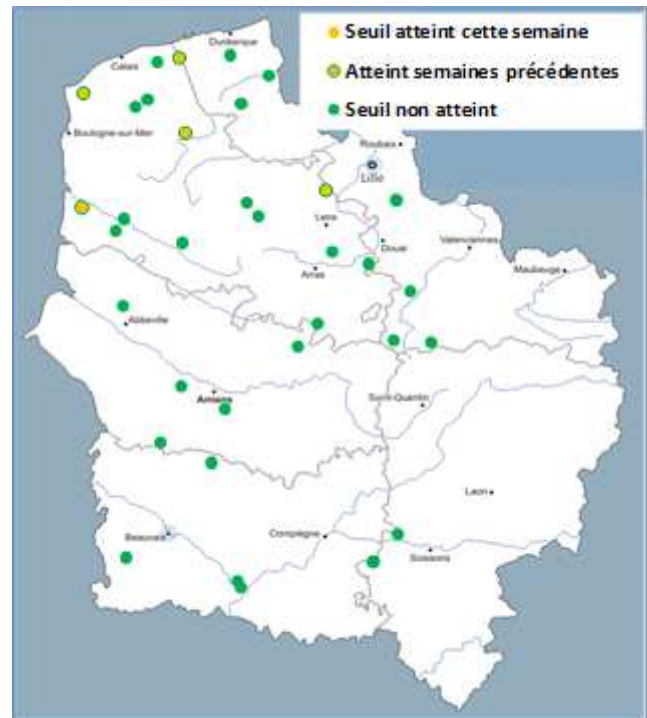 Seuil atteint cette semaine
Atteint semaines précédentes
Seuil non atteint
Dunkerque
Calais
Boulogne-sur-Mer
Roubaix
Lille
Lens
Douai
Valenciennes
Maubeuge
Arras
Abbeville
Amiens
Saint-Quentin
Laon
Beauvais
Compiègne
Soissons